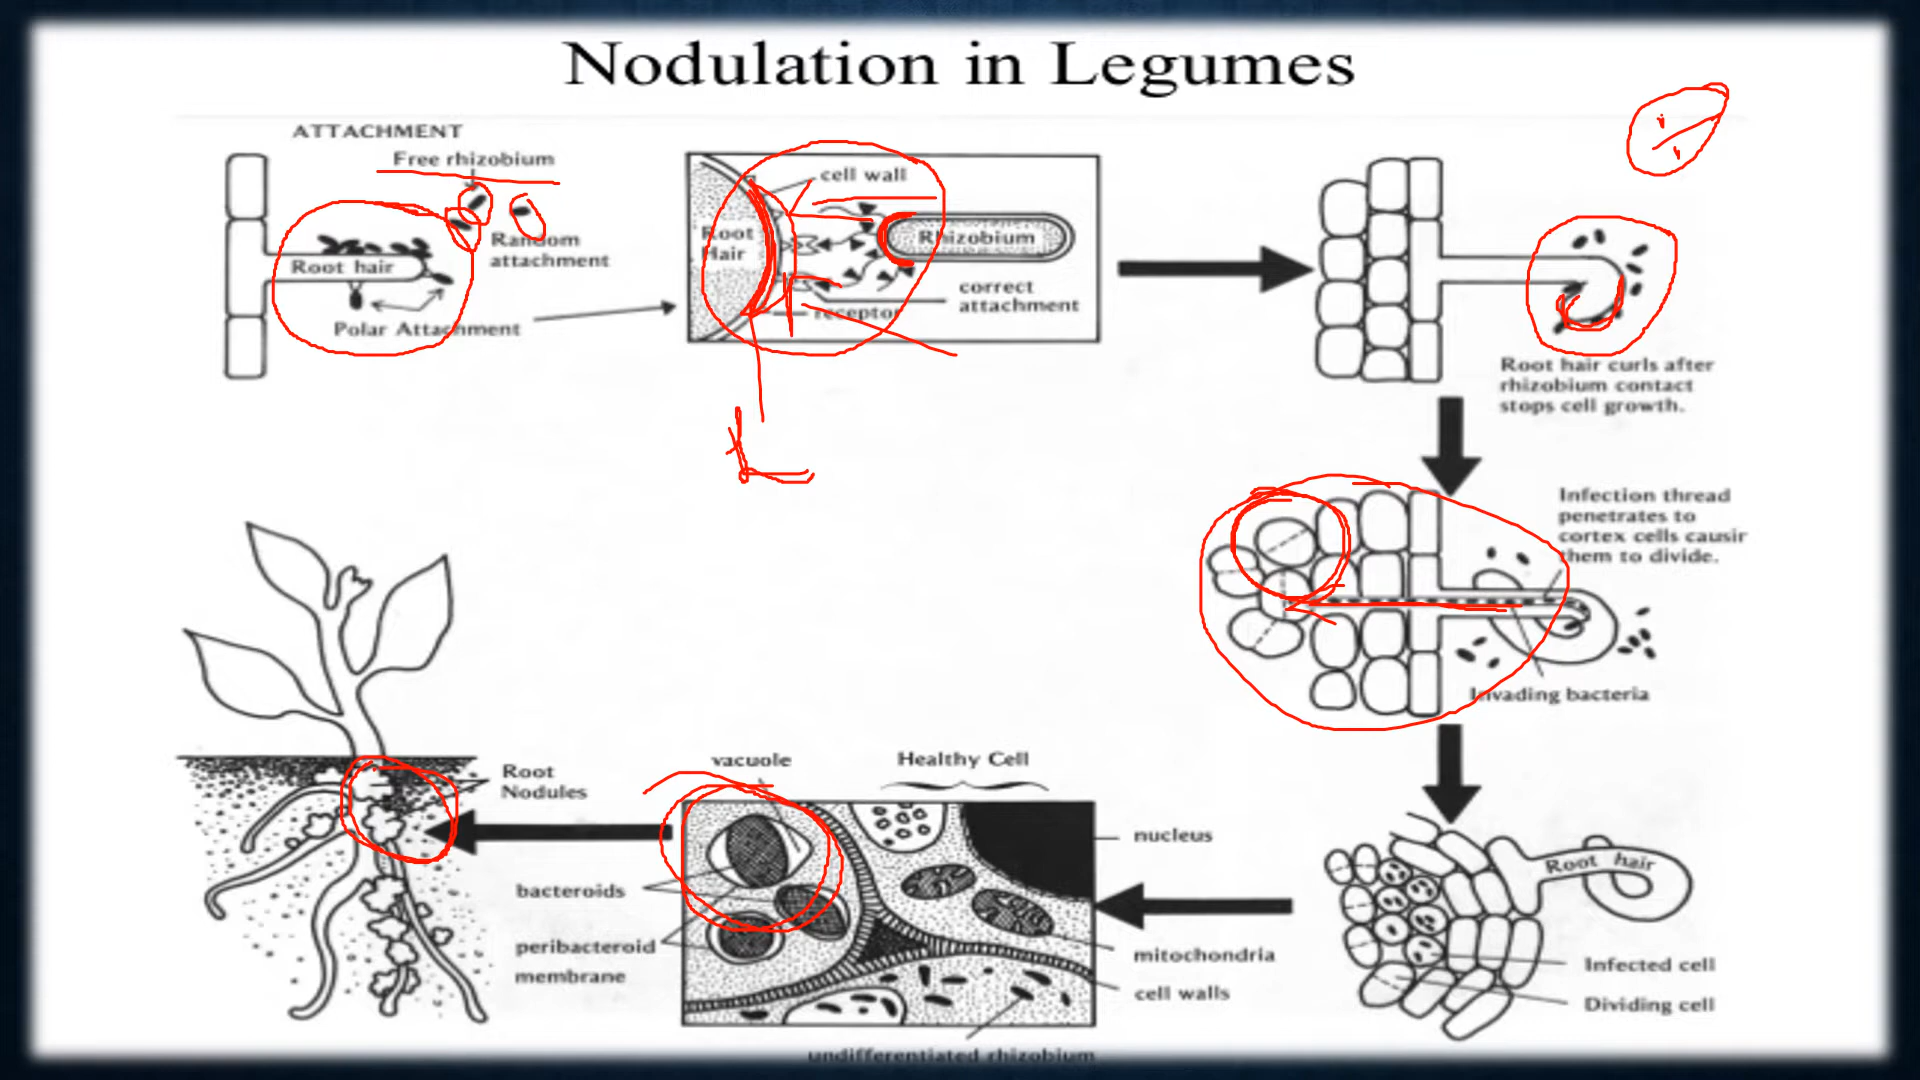 Nodulation in Legumes
ATTACHMENT
Free rhizobium
Random
attachment
Root hair
Polar Attachment
cell wall
Root
Hair
Rhizobium
correct
attachment
receptor
Root hair curls after
rhizobium contact
stops cell growth.
Infection thread
penetrates to
cortex cells causir
them to divide.
Invading bacteria
Root hair
Infected cell
Dividing cell
vacuole
Healthy Cell
nucleus
bacteroids
peribacteroid
membrane
mitochondria
cell walls
undifferentiated rhizobium
Root
Nodules